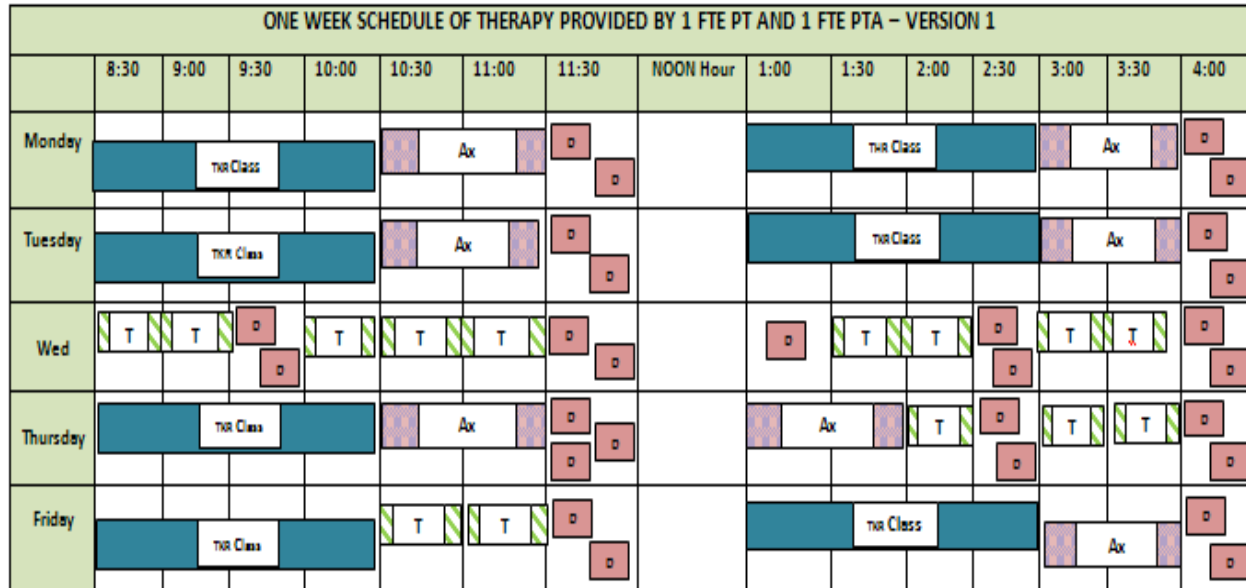 ONE WEEK SCHEDULE OF THERAPY PROVIDED BY 1 FTE PT AND 1 FTE PTA – VERSION 1
8:30 9:00 9:30 10:00 10:30 11:00 11:30 NOON Hour 1:00 1:30 2:00 2:30 3:00 3:30 4:00
Monday TKR Class Ax D D THR Class Ax D D
Tuesday TKR Class Ax D D TKR Class Ax D D
Wed T T D D T T T D D D T T D D T T D D
Thursday TKR Class Ax D D D Ax T D D T T D D
Friday TKR Class T T D D TKR Class Ax D D